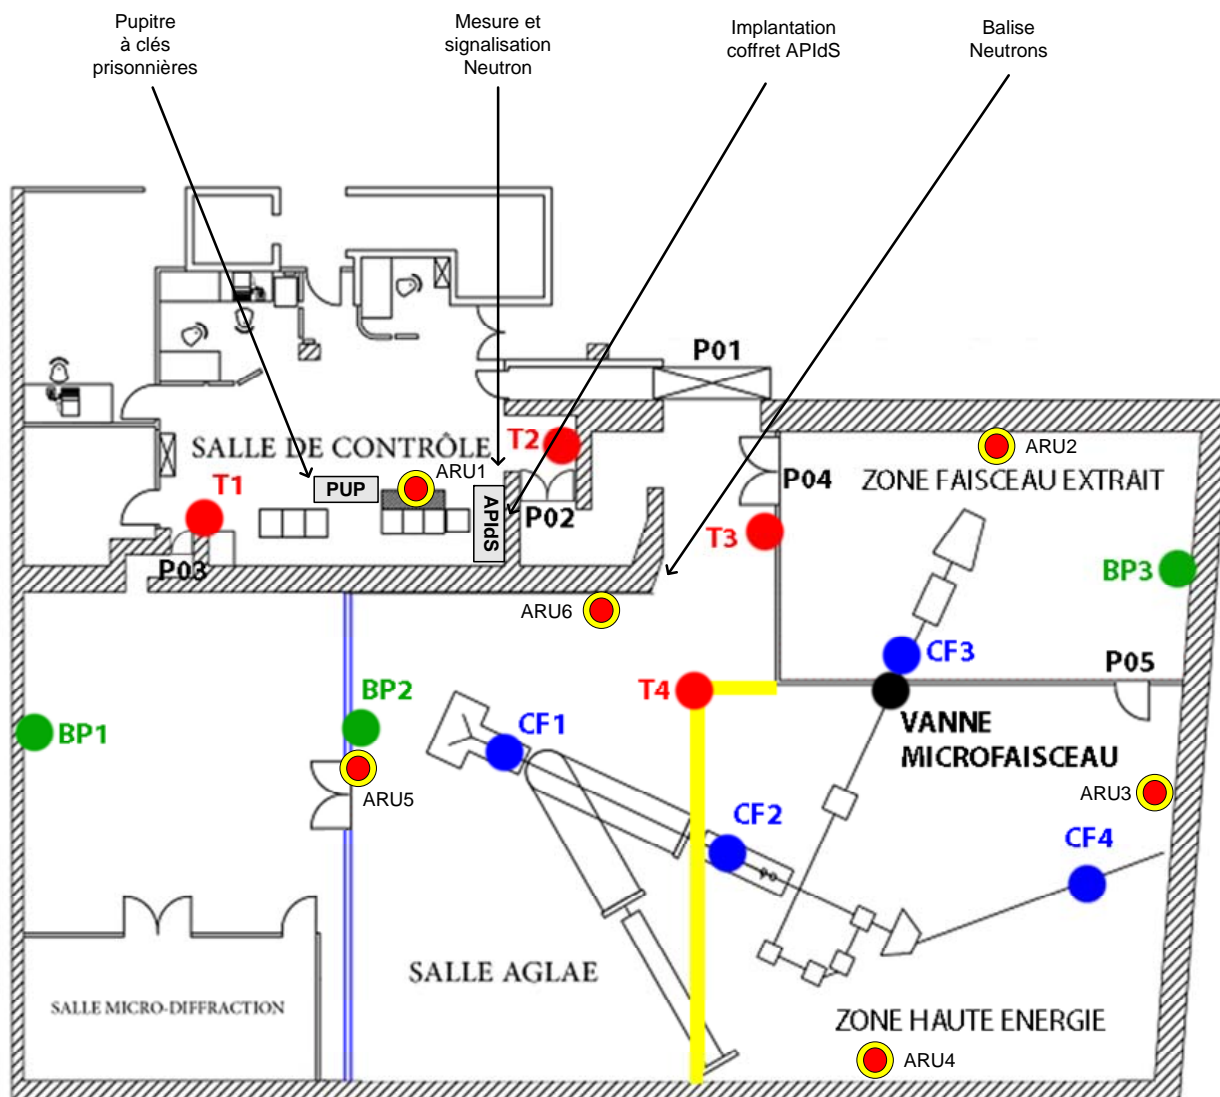 Pupitre
à clés
prisonnières
Mesure et
signalisation
Neutron
Implantation
coffret APIdS
Balise
Neutrons
P01
SALLE DE CONTRÔLE
T2
ARU1
ARU2
P04
ZONE FAISCEAU EXTRAIT
T1
PUP
APIdS
P02
T3
P03
BP3
ARU6
CF3
P05
T4
BP2
BP1
CF1
VANNE
MICROFAISCEAU
ARU5
ARU3
CF2
CF4
SALLE AGLAE
SALLE MICRO-DIFFRACTION
ZONE HAUTE ENERGIE
ARU4